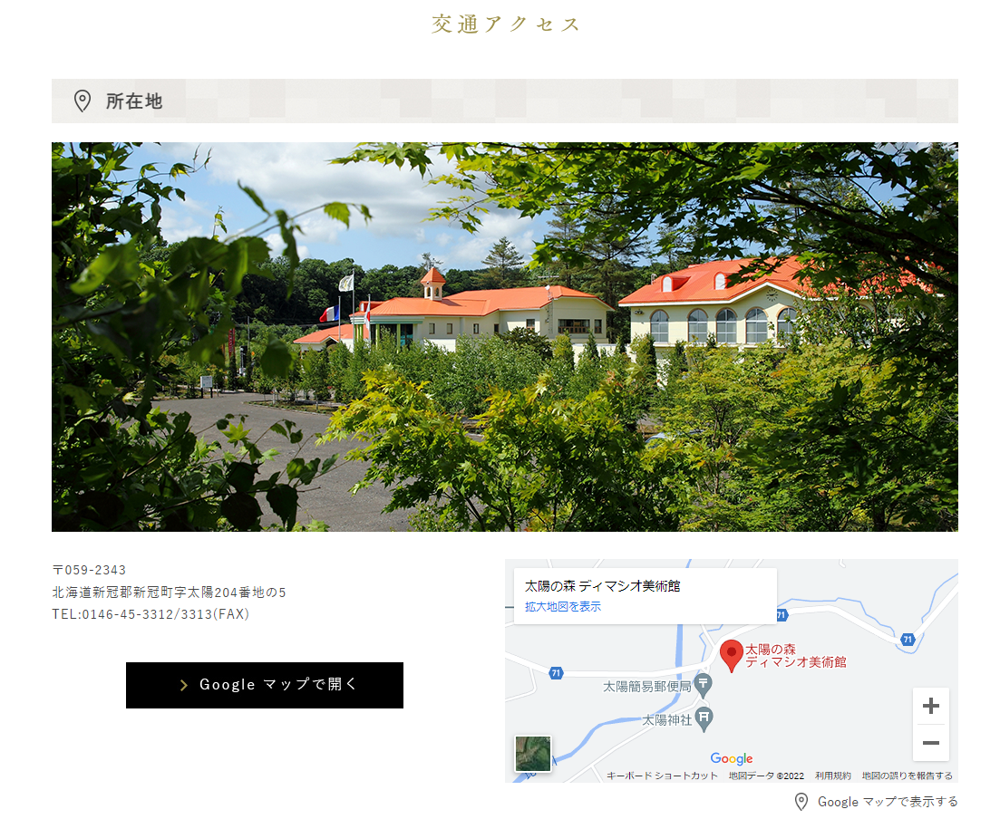 交通アクセス
所在地
〒059-2343
北海道新冠郡新冠町字太陽204番地の5
TEL:0146-45-3312/3313(FAX)
Google マップで開く
太陽の森 ディマシオ美術館
拡大地図を表示
71
71
71
太陽の森
ディマシオ美術館
太陽簡易郵便局
太陽神社
Google
キーボード ショートカット 地図データ ©2022 利用規約 地図の誤りを報告する
Google マップで表示する